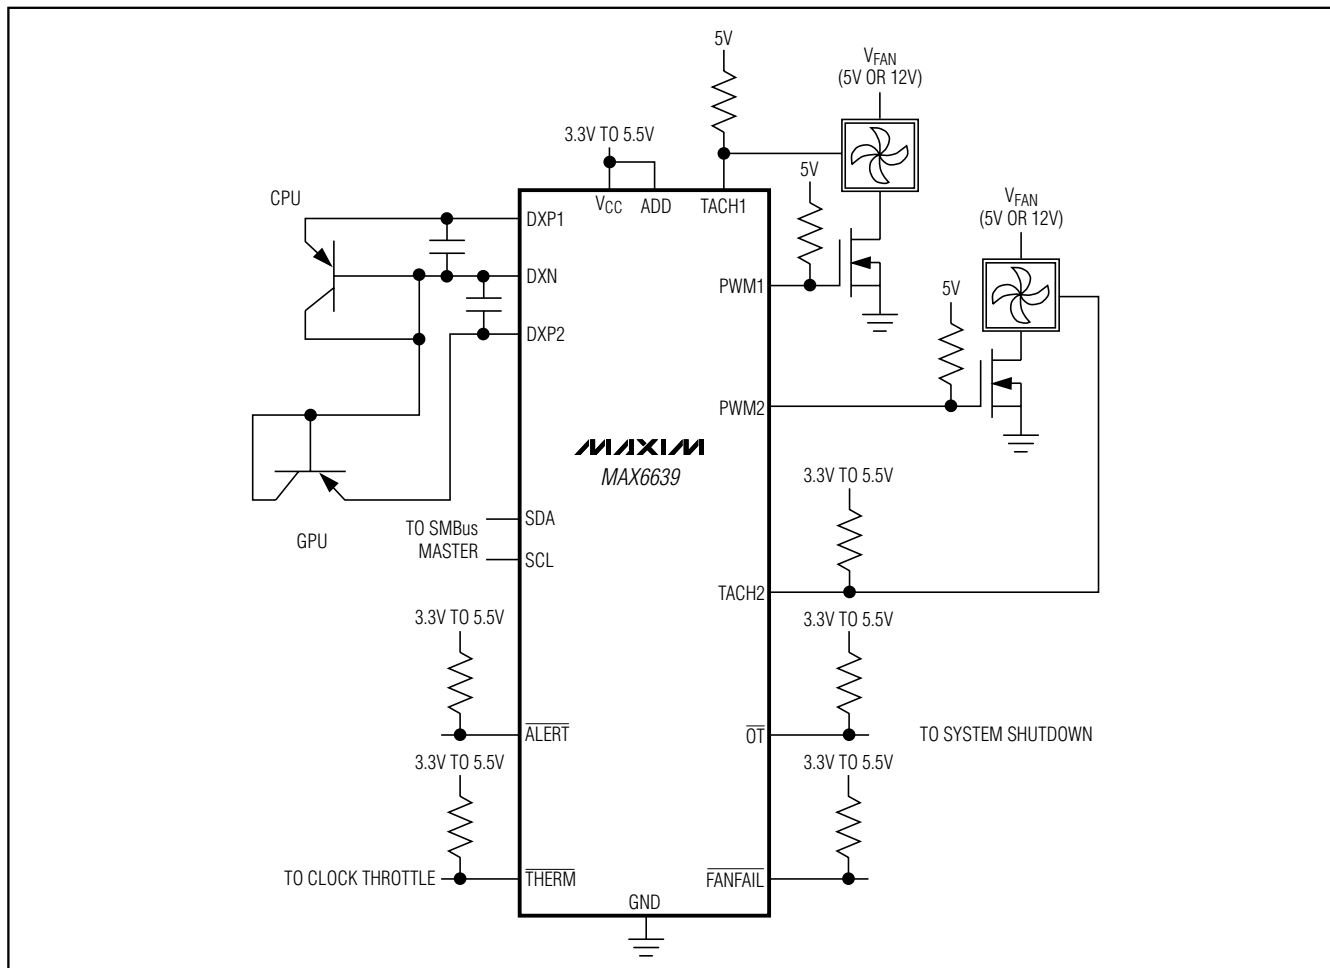 5V
VFAN
(5V OR 12V)
3.3V TO 5.5V
5V
CPU
VCC
ADD
TACH1
VFAN
(5V OR 12V)
DXP1
DXN
PWM1
5V
DXP2
PWM2
MAXIM
MAX6639
3.3V TO 5.5V
SDA
TO SMBus
MASTER
GPU
SCL
TACH2
3.3V TO 5.5V
3.3V TO 5.5V
ALERT
OT
TO SYSTEM SHUTDOWN
3.3V TO 5.5V
3.3V TO 5.5V
TO CLOCK THROTTLE
THERM
FANFAIL
GND